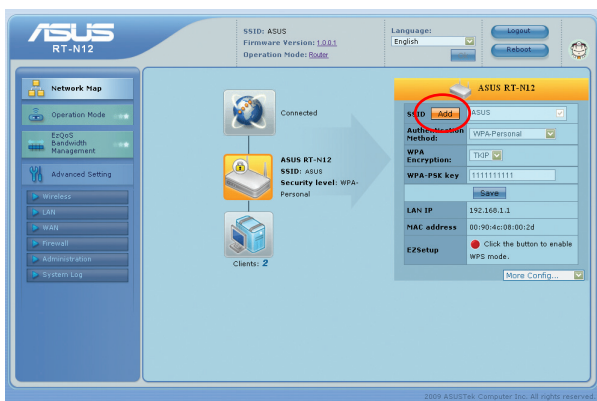 ASUS
RT-N12
SSID: ASUS
Firmware Version: 1.0.0.1
Operation Mode: Router
Language:
English
Logout
Reboot
Network Map
Operation Mode
EzQoS
Bandwidth
Management
Advanced Setting
Wireless
LAN
WAN
Firewall
Administration
System Log
Connected
ASUS RT-N12
SSID: ASUS
Security level: WPA-
Personal
Clients: 2
ASUS RT-N12
SSID Add ASUS
Authentication
Method: WPA-Personal
WPA
Encryption: TKIP
WPA-PSK key 1111111111
Save
LAN IP 192.168.1.1
MAC address 00:90:4c:08:00:2d
EZSetup Click the button to enable
WPS mode.
More Config...
2009 ASUSTek Computer Inc. All rights reserved.